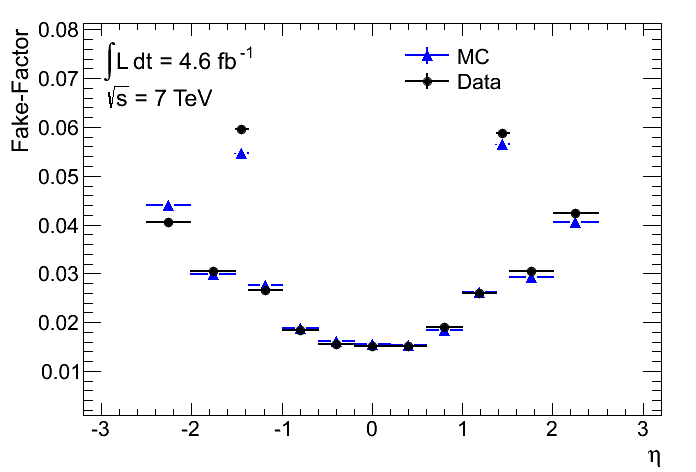 0.08
Fake-Factor
∫L dt = 4.6 fb⁻¹
√s = 7 TeV
MC
Data
0.07
0.06
0.05
0.04
0.03
0.02
0.01
-3 -2 -1 0 1 2 3
η